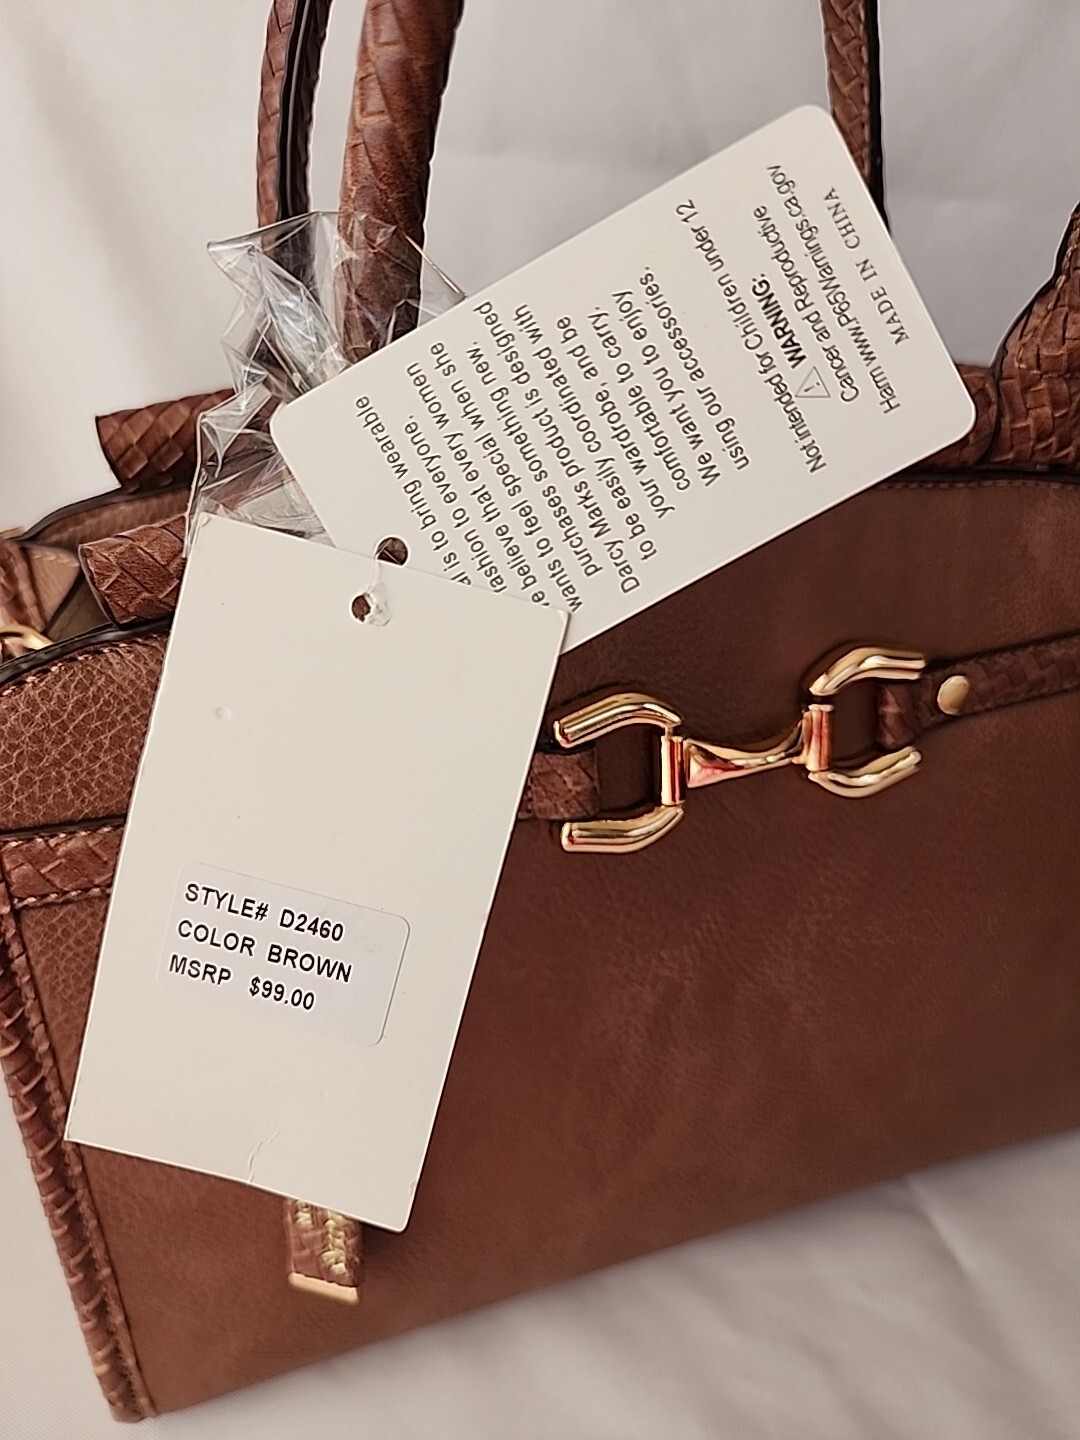 STYLE# D2460
COLOR BROWN
MSRP $99.00
is to bring wearable
fashion to everyone.
believe that every women
wants to feel special when she
purchases something new.
Darcy Marks product is designed
to be easily coordinated with
your wardrobe, and be
comfortable to carry.
We want you to enjoy
using our accessories.
Not intended for Children under 12
WARNING:
Cancer and Reproductive
Harm www.P65Warnings.ca.gov
MADE IN CHINA